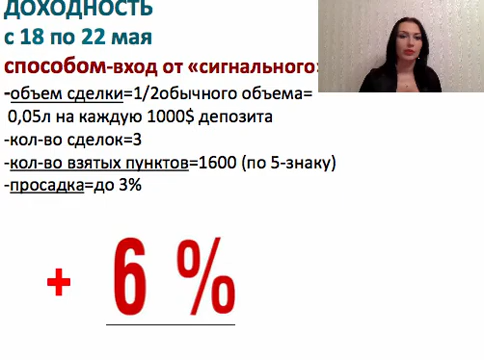 ДОХОДНОСТЬ
с 18 по 22 мая
способом-вход от «сигнального»
-объем сделки=1/2обычного объема=
0,05л на каждую 1000$ депозита
-кол-во сделок=3
-кол-во взятых пунктов=1600 (по 5-знаку)
-просадка=до 3%
+ 6 %